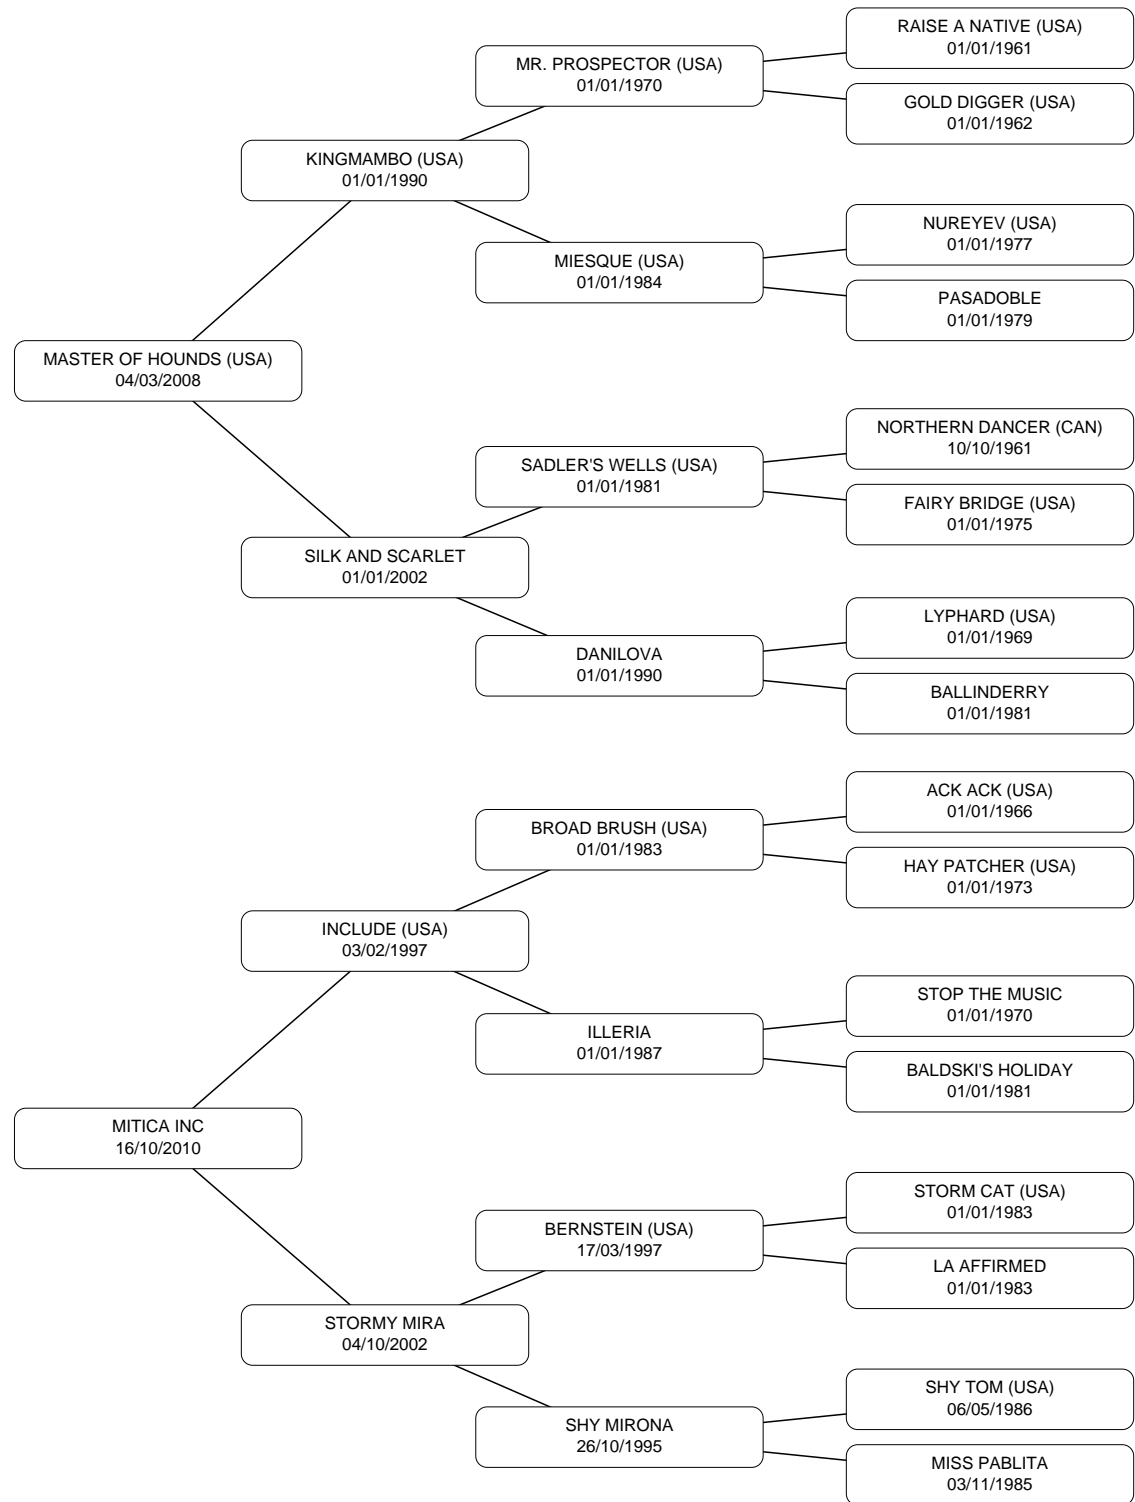 RAISE A NATIVE (USA)
01/01/1961
MR. PROSPECTOR (USA)
01/01/1970
GOLD DIGGER (USA)
01/01/1962
KINGMAMBO (USA)
01/01/1990
NUREYEV (USA)
01/01/1977
MIESQUE (USA)
01/01/1984
PASADOBLE
01/01/1979
MASTER OF HOUNDS (USA)
04/03/2008
NORTHERN DANCER (CAN)
10/10/1961
SADLER'S WELLS (USA)
01/01/1981
FAIRY BRIDGE (USA)
01/01/1975
SILK AND SCARLET
01/01/2002
LYPHARD (USA)
01/01/1969
DANILOVA
01/01/1990
BALLINDERRY
01/01/1981
ACK ACK (USA)
01/01/1966
BROAD BRUSH (USA)
01/01/1983
HAY PATCHER (USA)
01/01/1973
INCLUDE (USA)
03/02/1997
STOP THE MUSIC
01/01/1970
ILLERIA
01/01/1987
BALDSKI'S HOLIDAY
01/01/1981
MITICA INC
16/10/2010
STORM CAT (USA)
01/01/1983
BERNSTEIN (USA)
17/03/1997
LA AFFIRMED
01/01/1983
STORMY MIRA
04/10/2002
SHY TOM (USA)
06/05/1986
SHY MIRONA
26/10/1995
MISS PABLITA
03/11/1985